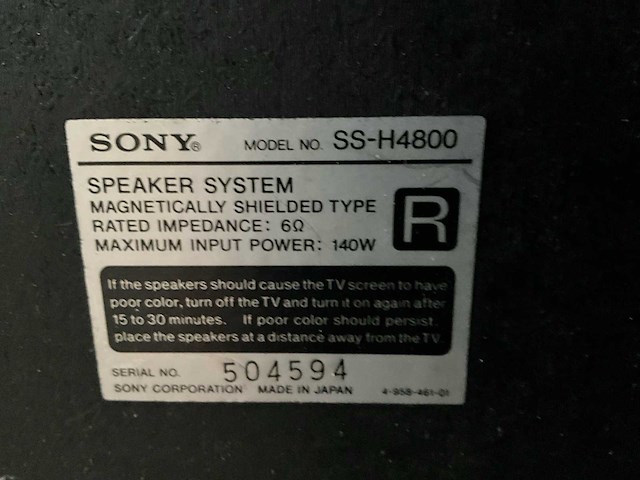 SONY® MODEL NO. SS-H4800
SPEAKER SYSTEM
MAGNETICALLY SHIELDED TYPE
RATED IMPEDANCE: 6Ω
MAXIMUM INPUT POWER: 140W
R
If the speakers should cause the TV screen to have
poor color, turn off the TV and turn it on again after
15 to 30 minutes. If poor color should persist,
place the speakers at a distance away from the TV.
SERIAL NO. 504594
SONY CORPORATION MADE IN JAPAN 4-958-461-01